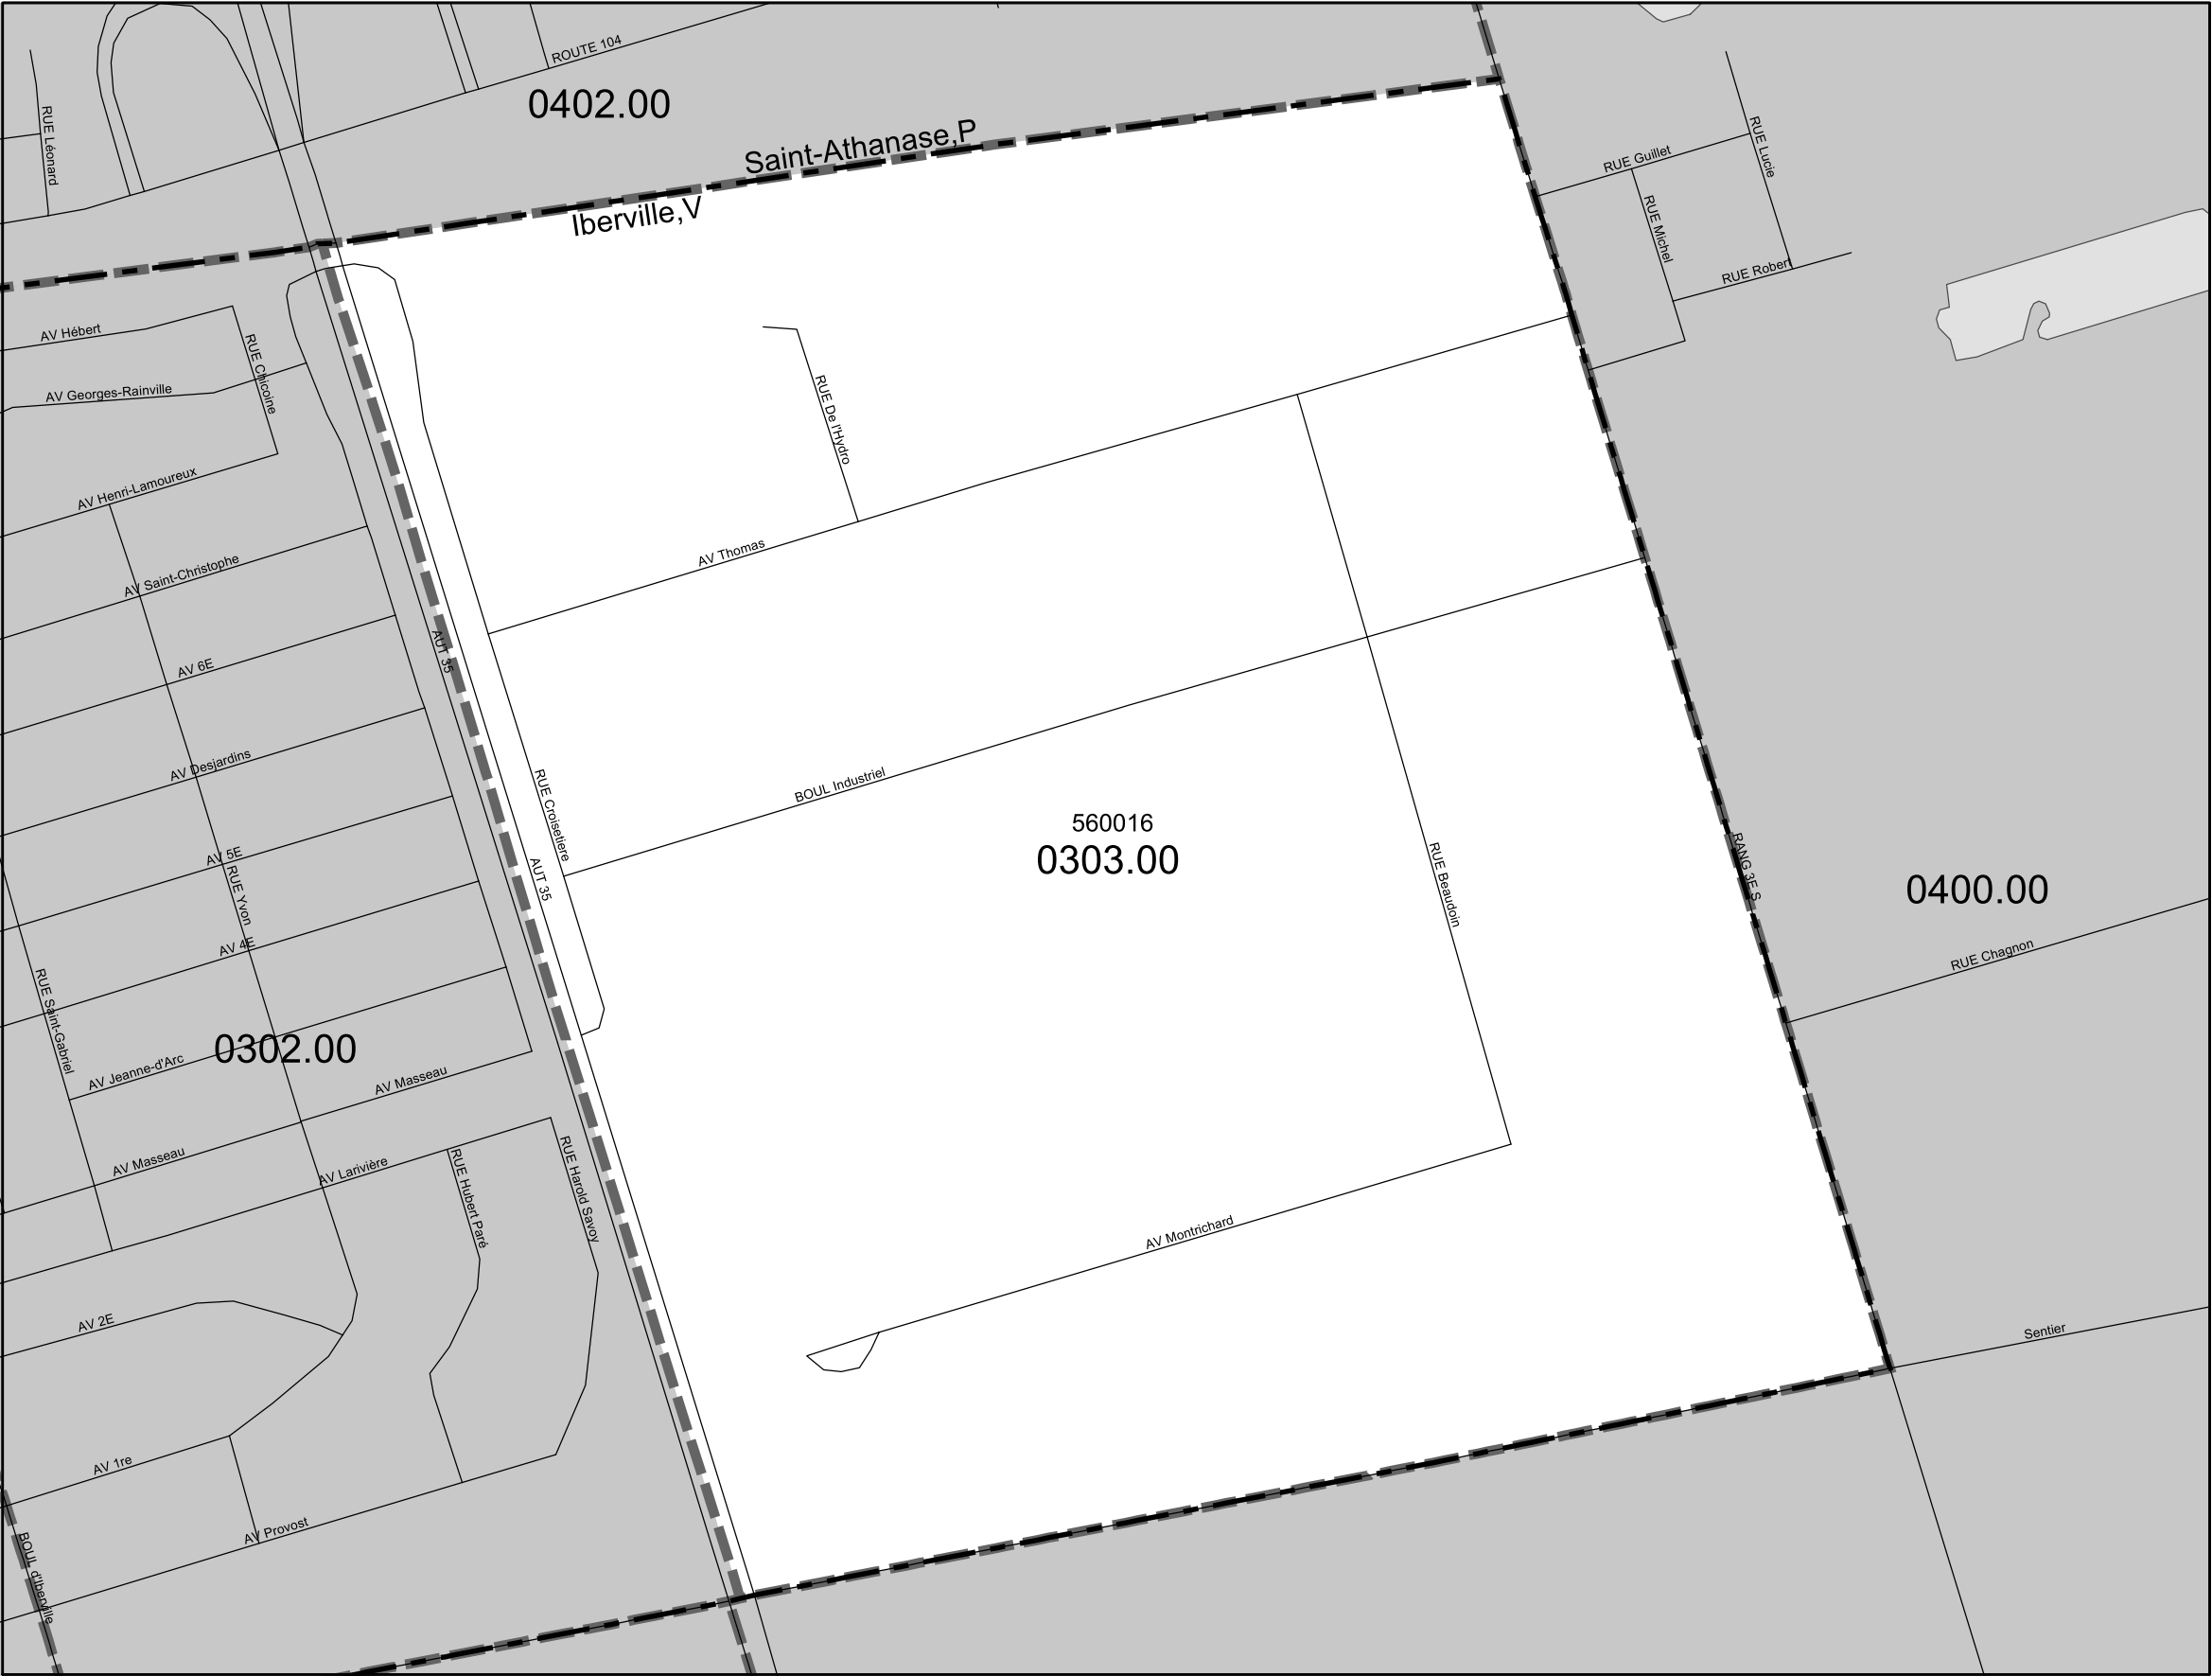 ROUTE 104
0402.00
RUE Léonard
Saint-Athanase,P
Iberville,V
RUE Lucie
RUE Guillet
RUE Michel
RUE Robert
AV Hébert
RUE Chicoine
AV Georges-Rainville
RUE De l'Hydro
AV Henri-Lamoureux
AV Thomas
AV Saint-Christophe
AUT 35
AV 6E
AV Desjardins
BOUL Industriel
RUE Croisetiere
560016
0303.00
AV 5E
RUE Yvon
AUT 35
RUE Beaudoin
RANG 3E S
0400.00
AV 4E
RUE Chagnon
RUE Saint-Gabriel
0302.00
AV Jeanne-d'Arc
AV Masseau
AV Masseau
AV Larivière
RUE Hubert Paré
RUE Harold Savoy
AV Montrichard
AV 2E
Sentier
AV 1re
AV Provost
BOUL d'Iberville